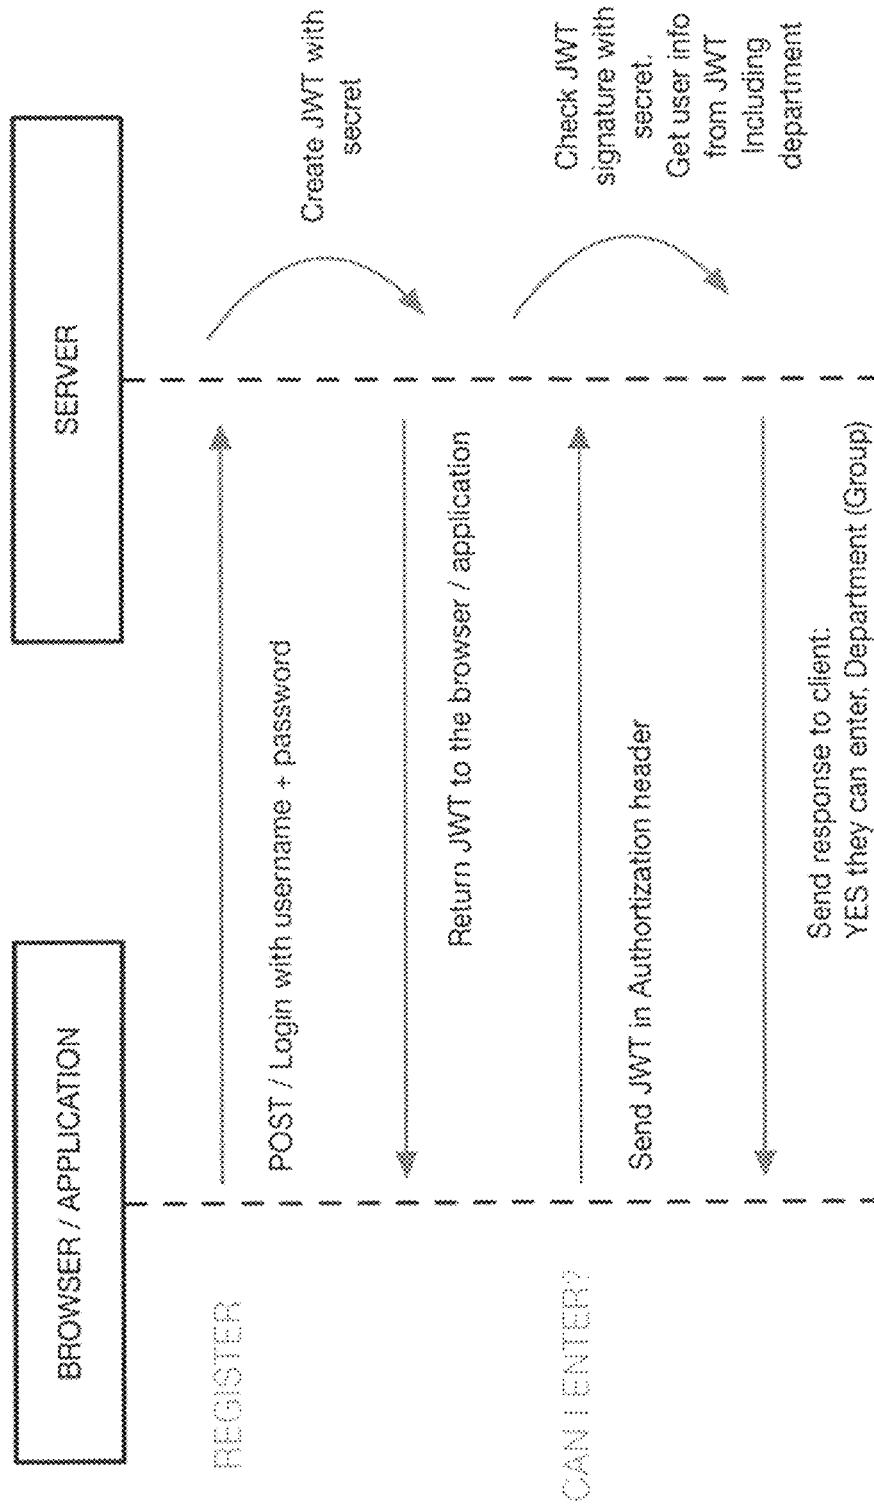 BROWSER / APPLICATION
SERVER
REGISTER
POST / Login with username + password
Create JWT with
secret
Return JWT to the browser / application
CAN I ENTER?
Send JWT in Authortization header
Check JWT
signature with
secret.
Get user info
from JWT
Including
department
Send response to client:
YES they can enter, Department (Group)